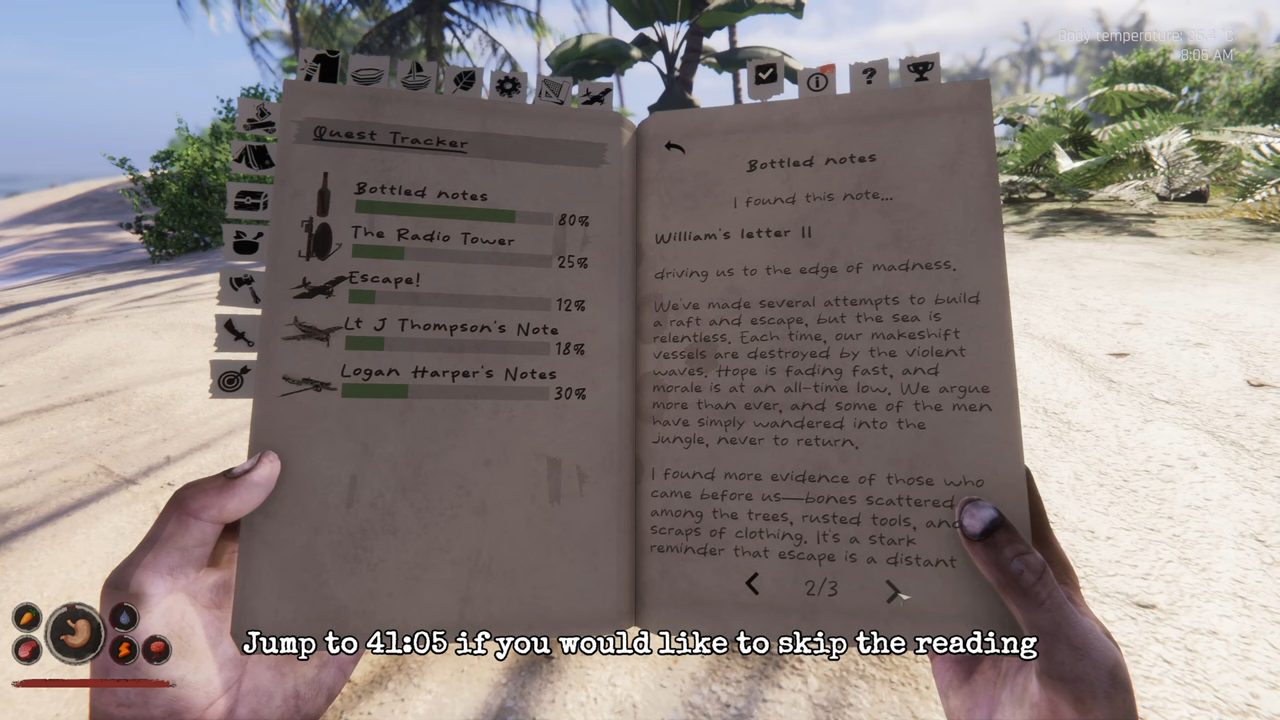 Body temperature: 36.4 °C
8:05 AM
Quest Tracker
Bottled notes
80%
The Radio Tower
25%
Escape!
12%
Lt J Thompson's Note
18%
Logan Harper's Notes
30%
Bottled notes
I found this note...
William's letter II
driving us to the edge of madness.
We've made several attempts to build
a raft and escape, but the sea is
relentless. Each time, our makeshift
vessels are destroyed by the violent
waves. Hope is fading fast, and
morale is at an all-time low. We argue
more than ever, and some of the men
have simply wandered into the
Jungle, never to return.
I found more evidence of those who
came before us—bones scattered
among the trees, rusted tools, and
scraps of clothing. It's a stark
reminder that escape is a distant
2/3
Jump to 41:05 if you would like to skip the reading